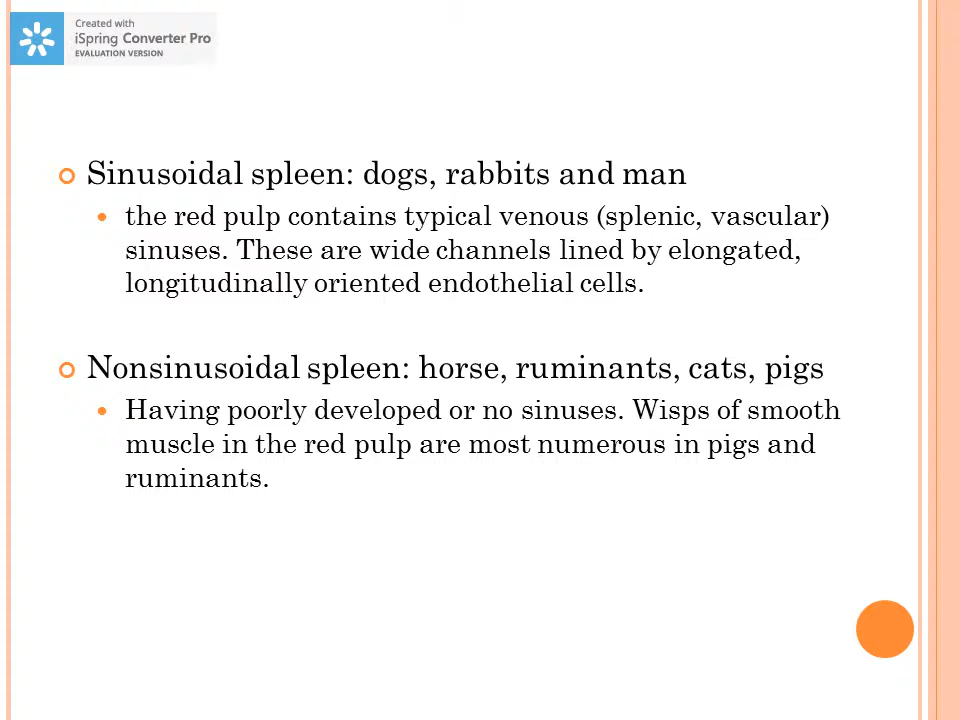 Created with
iSpring Converter Pro
EVALUATION VERSION
Sinusoidal spleen: dogs, rabbits and man
the red pulp contains typical venous (splenic, vascular)
sinuses. These are wide channels lined by elongated,
longitudinally oriented endothelial cells.
Nonsinusoidal spleen: horse, ruminants, cats, pigs
Having poorly developed or no sinuses. Wisps of smooth
muscle in the red pulp are most numerous in pigs and
ruminants.